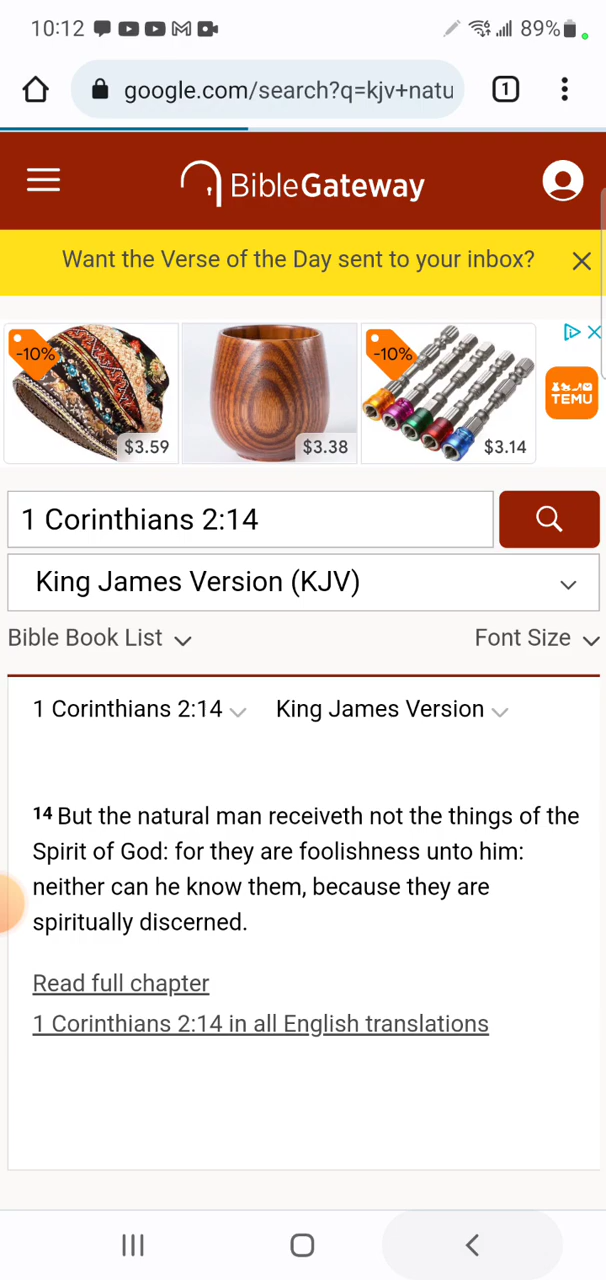 10:12 89%
google.com/search?q=kjv+natu 1
BibleGateway
Want the Verse of the Day sent to your inbox?
-10% $3.59 $3.38 -10% $3.14 TEMU
1 Corinthians 2:14
King James Version (KJV)
Bible Book List Font Size
1 Corinthians 2:14 King James Version
14 But the natural man receiveth not the things of the
Spirit of God: for they are foolishness unto him:
neither can he know them, because they are
spiritually discerned.
Read full chapter
1 Corinthians 2:14 in all English translations